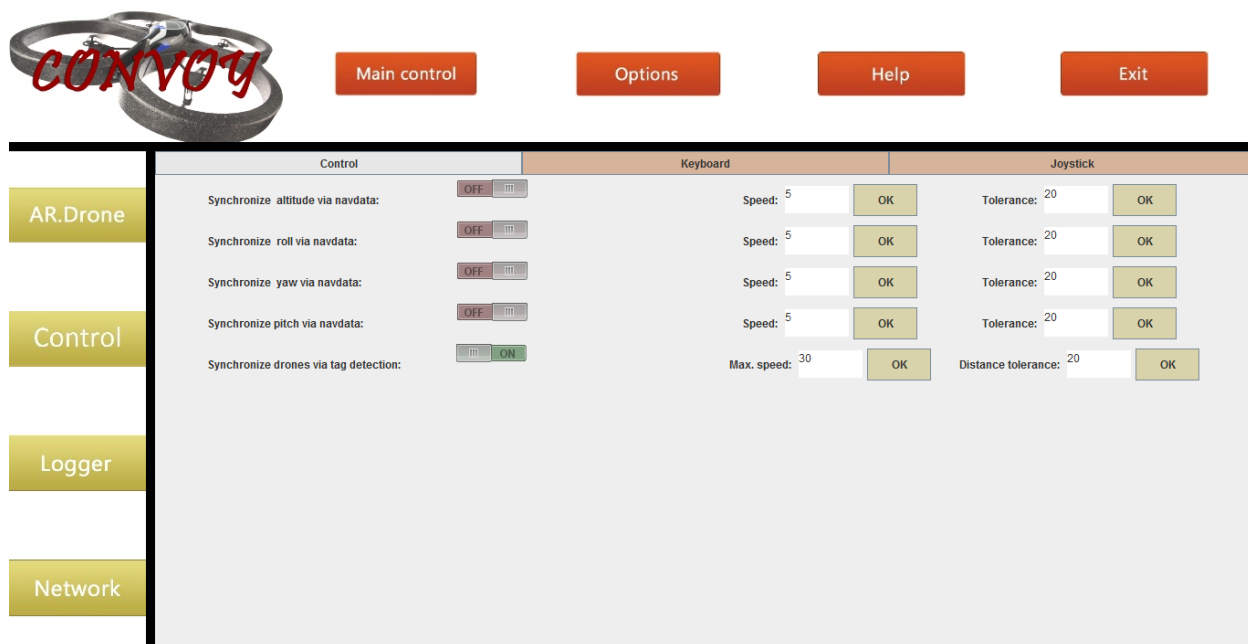 CONVOY
Main control Options Help Exit
Control Keyboard Joystick
AR.Drone
Control
Logger
Network
Synchronize altitude via navdata: OFF Speed: 5 OK Tolerance: 20 OK
Synchronize roll via navdata: OFF Speed: 5 OK Tolerance: 20 OK
Synchronize yaw via navdata: OFF Speed: 5 OK Tolerance: 20 OK
Synchronize pitch via navdata: OFF Speed: 5 OK Tolerance: 20 OK
Synchronize drones via tag detection: ON Max. speed: 30 OK Distance tolerance: 20 OK